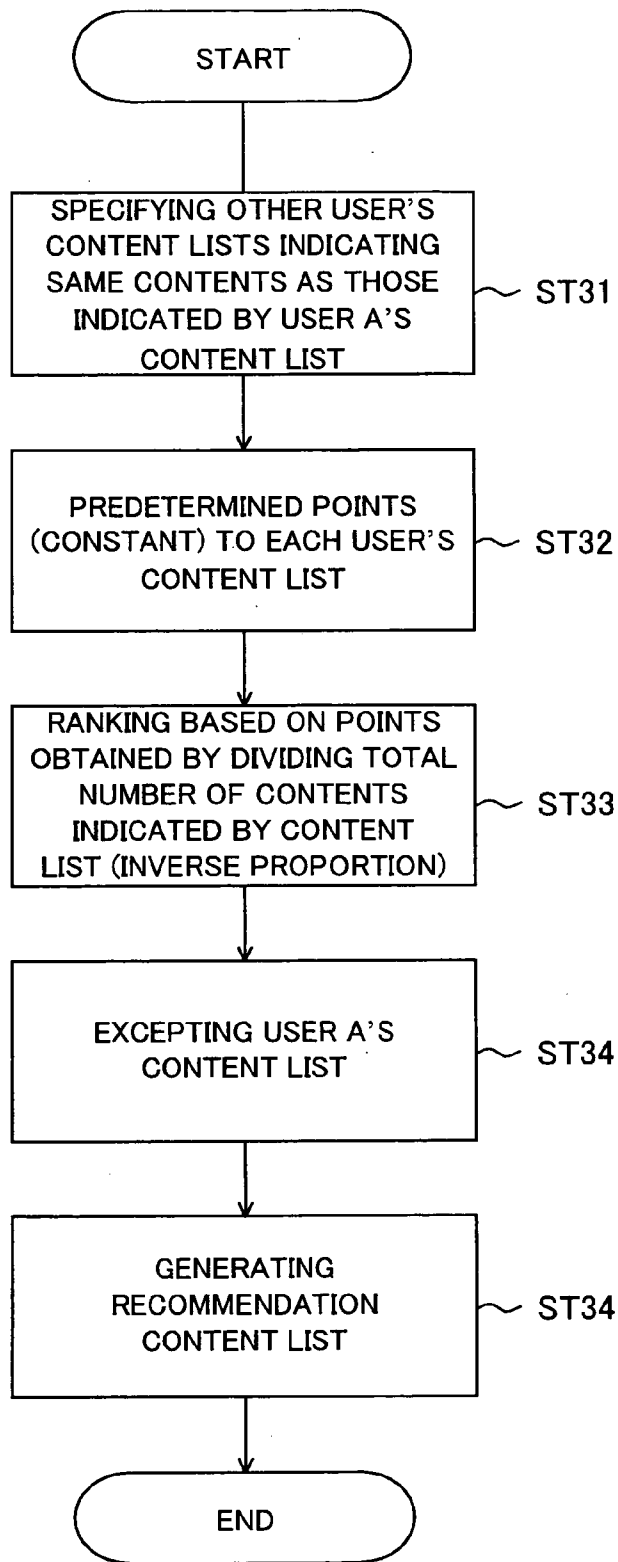 START
SPECIFYING OTHER USER'S
CONTENT LISTS INDICATING
SAME CONTENTS AS THOSE
INDICATED BY USER A'S
CONTENT LIST
ST31
PREDETERMINED POINTS
(CONSTANT) TO EACH USER'S
CONTENT LIST
ST32
RANKING BASED ON POINTS
OBTAINED BY DIVIDING TOTAL
NUMBER OF CONTENTS
INDICATED BY CONTENT
LIST (INVERSE PROPORTION)
ST33
EXCEPTING USER A'S
CONTENT LIST
ST34
GENERATING
RECOMMENDATION
CONTENT LIST
ST34
END